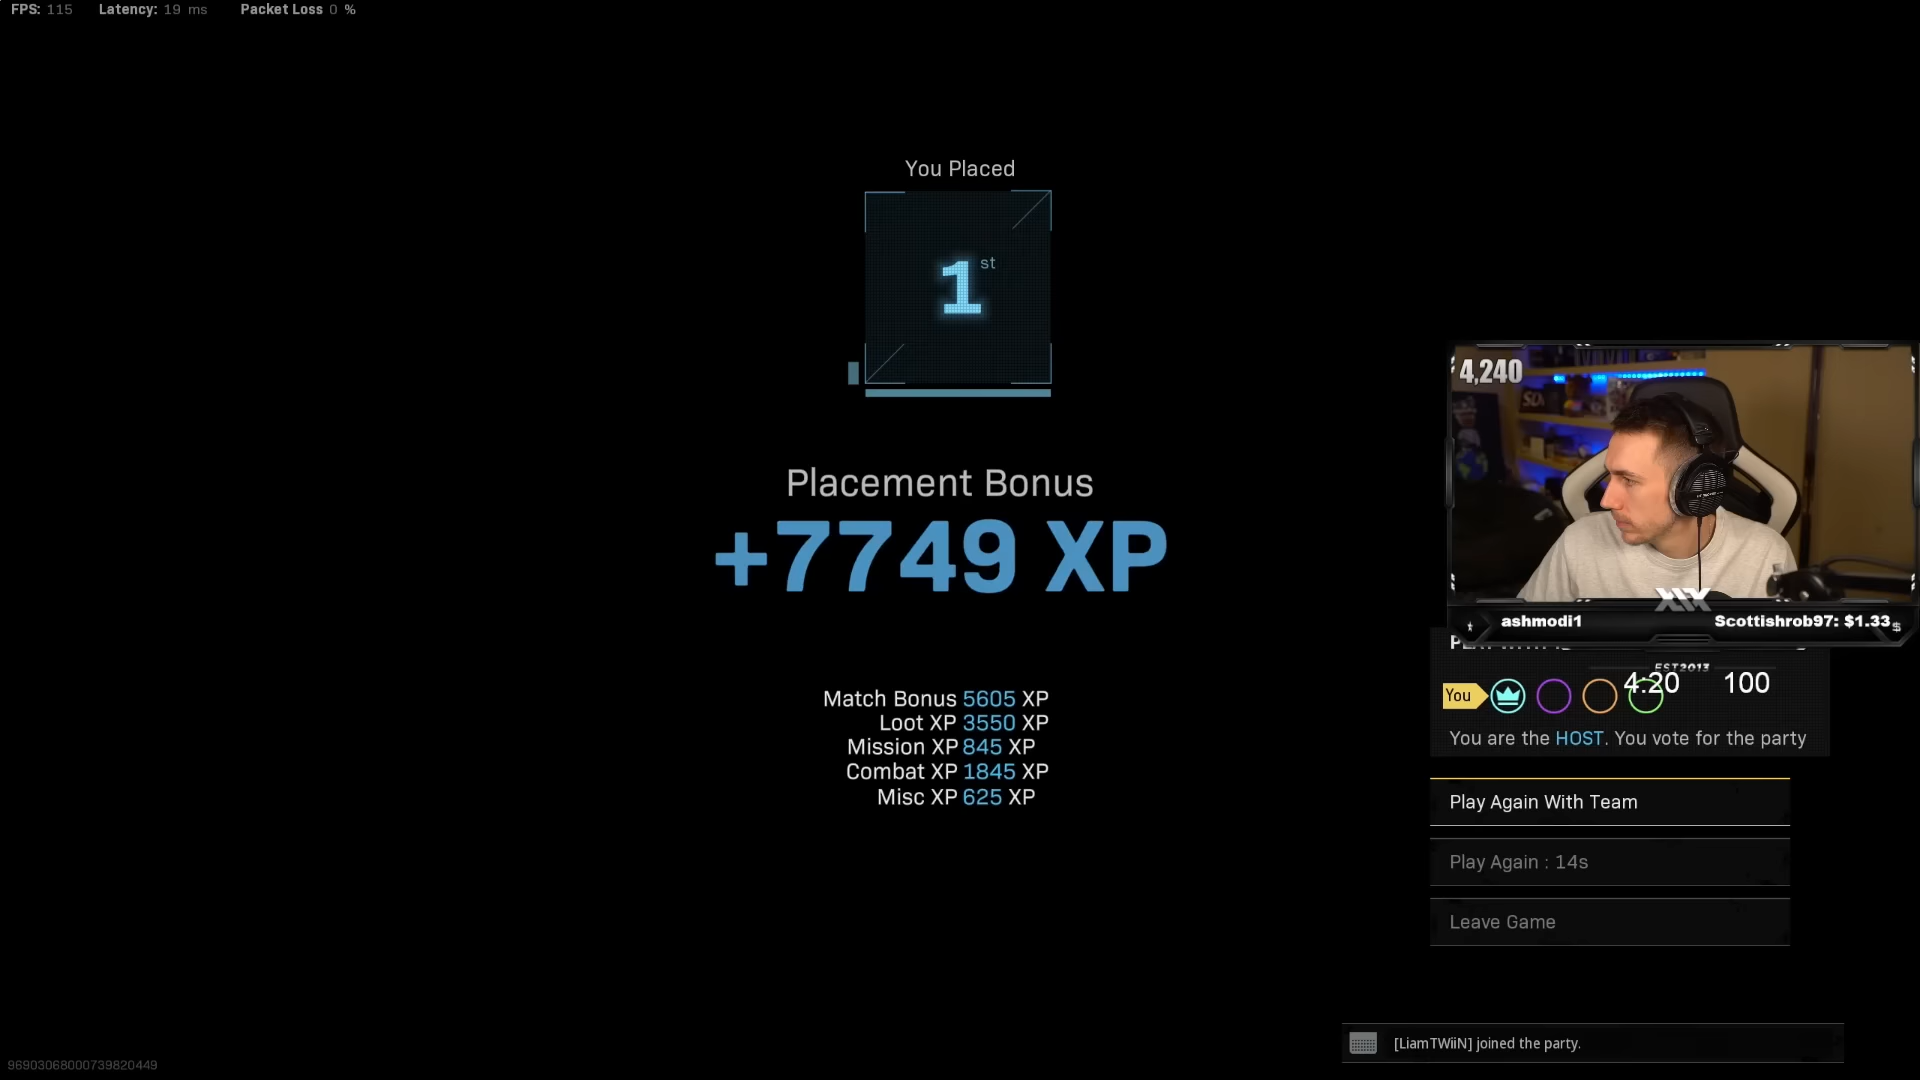 FPS: 115 Latency: 19 ms Packet Loss 0 %
You Placed
1st
Placement Bonus
+7749 XP
Match Bonus 5605 XP
Loot XP 3550 XP
Mission XP 845 XP
Combat XP 1845 XP
Misc XP 625 XP
4,240
XIX
ashmodi1 Scottishrob97: $1.33
EST2013
4:20 100
You
You are the HOST. You vote for the party
Play Again With Team
Play Again : 14s
Leave Game
[LiamTWiiN] joined the party.
96903068000739820449